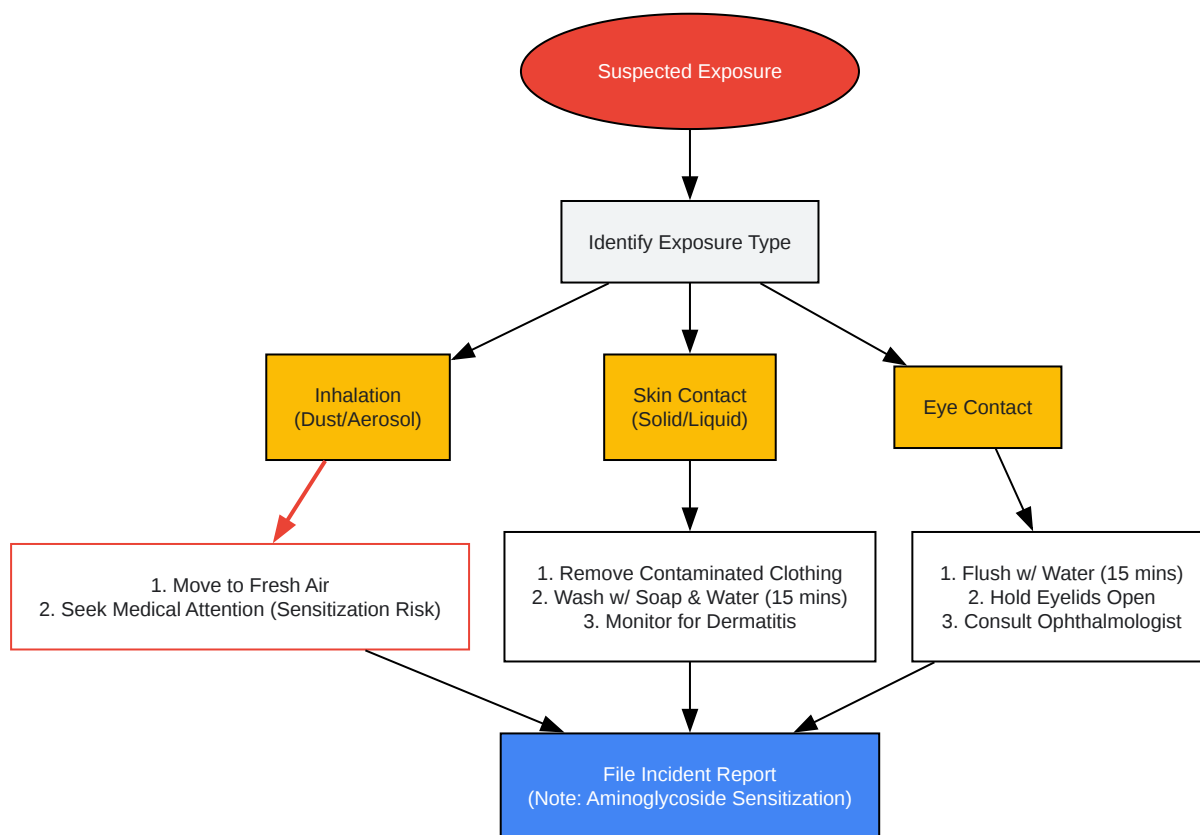 Suspected Exposure
Identify Exposure Type
Inhalation
(Dust/Aerosol)
Skin Contact
(Solid/Liquid)
Eye Contact
1. Move to Fresh Air
2. Seek Medical Attention (Sensitization Risk)
1. Remove Contaminated Clothing
2. Wash w/ Soap & Water (15 mins)
3. Monitor for Dermatitis
1. Flush w/ Water (15 mins)
2. Hold Eyelids Open
3. Consult Ophthalmologist
File Incident Report
(Note: Aminoglycoside Sensitization)